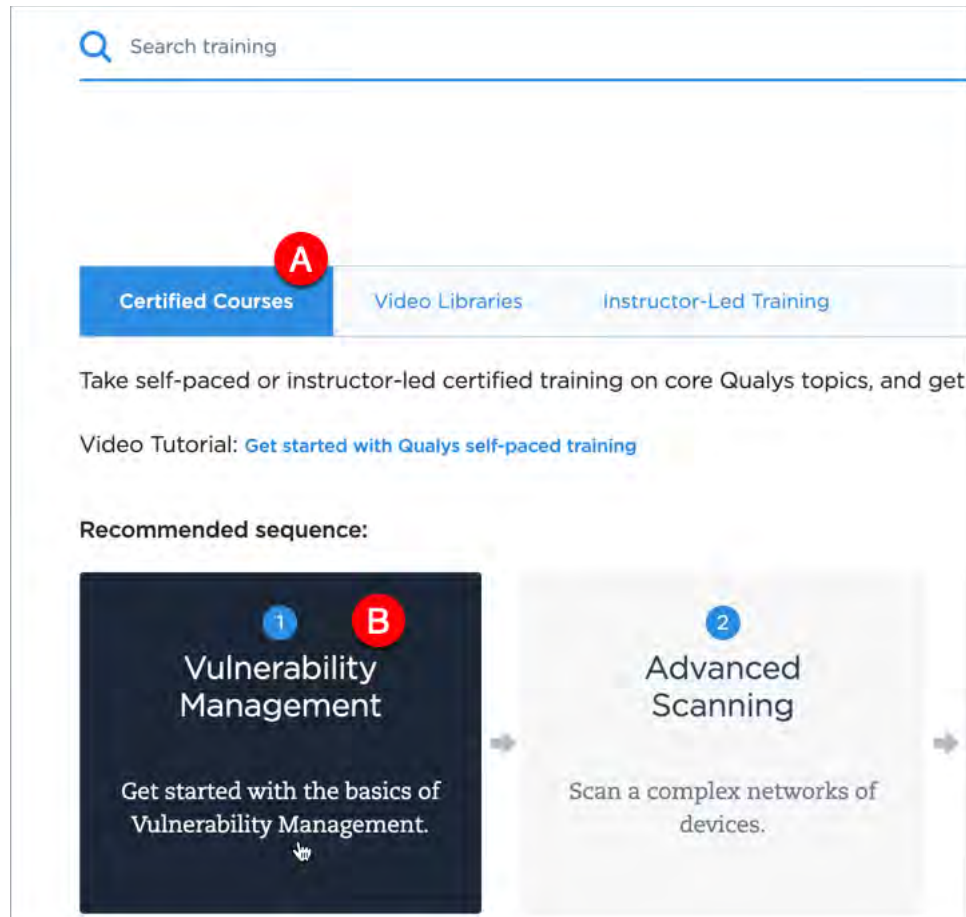 Search training
A
Certified Courses Video Libraries Instructor-Led Training
Take self-paced or instructor-led certified training on core Qualys topics, and get
Video Tutorial: Get started with Qualys self-paced training
Recommended sequence:
1 B
Vulnerability
Management
Get started with the basics of
Vulnerability Management.
2
Advanced
Scanning
Scan a complex networks of
devices.